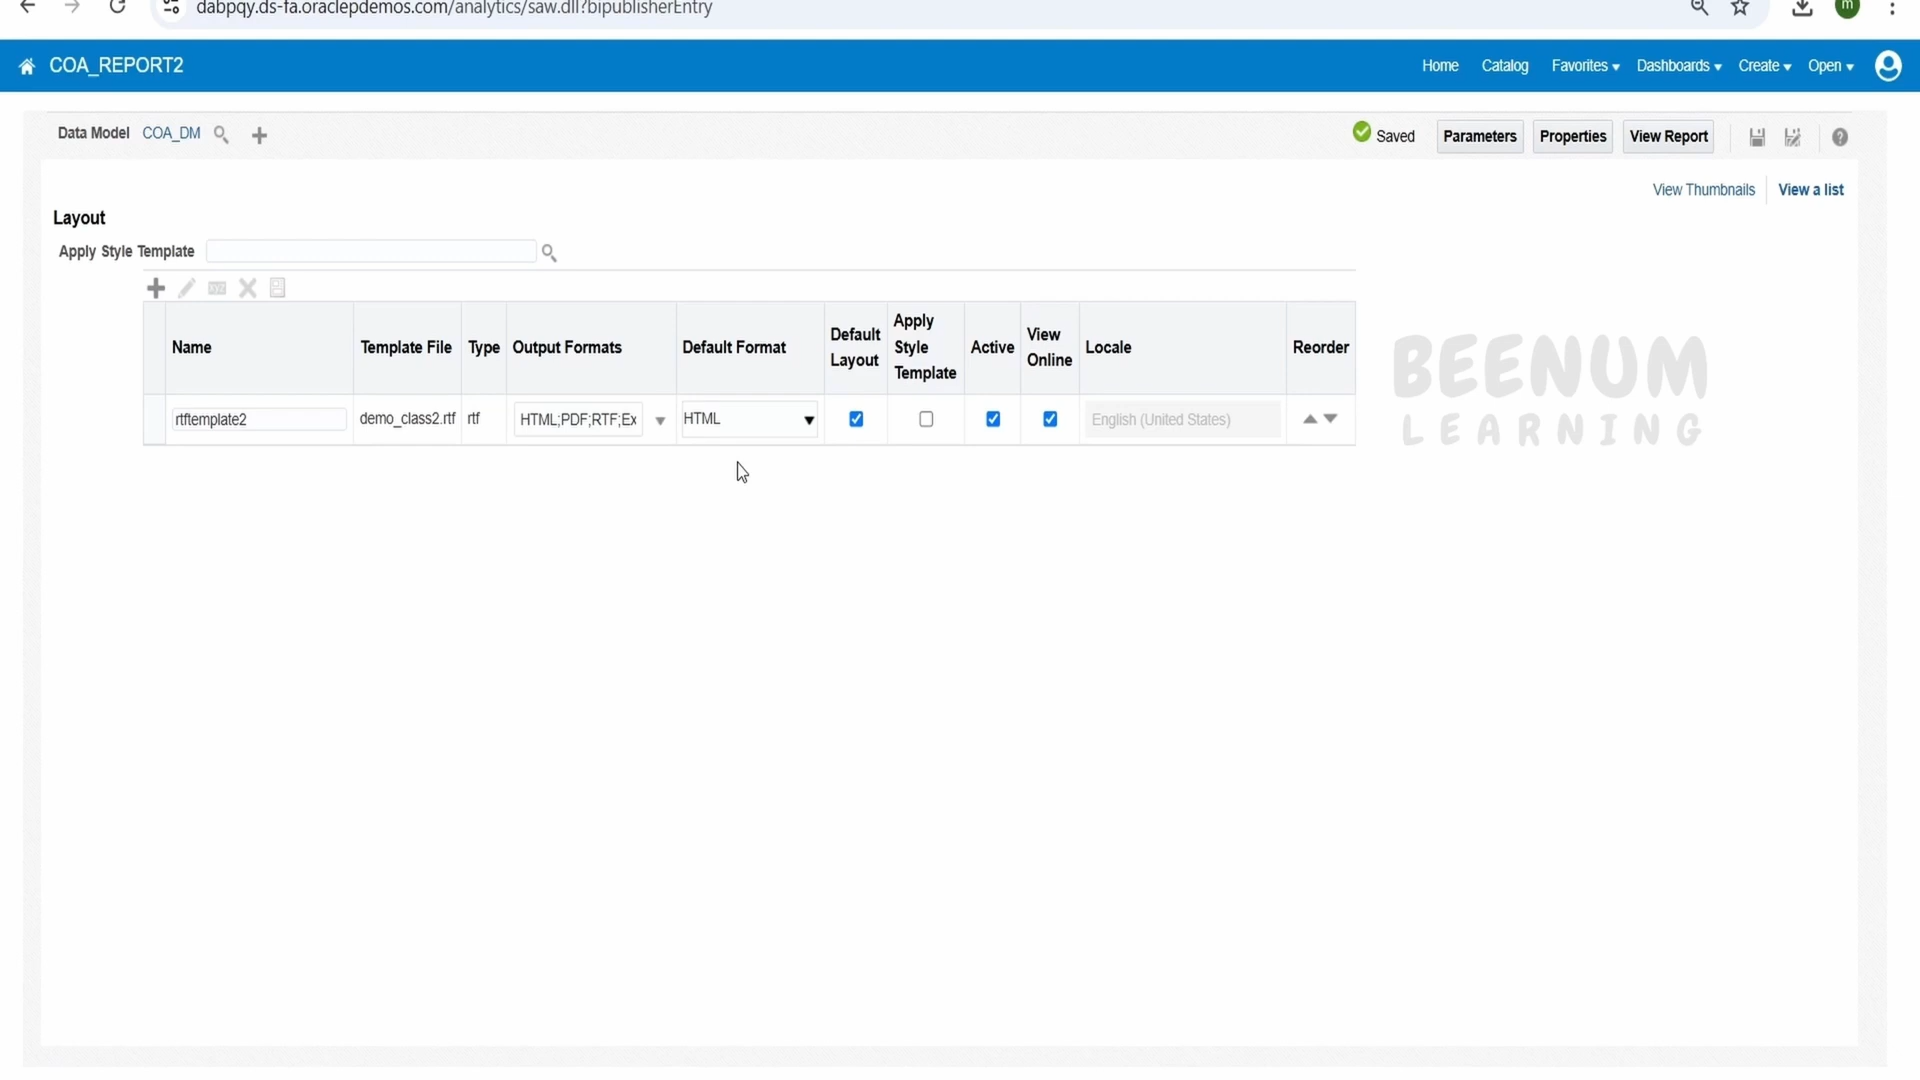 dabpqy.ds-fa.oraclepdemos.com/analytics/saw.dll?bipublisherEntry
m
COA_REPORT2
Home Catalog Favorites Dashboards Create Open
Data Model COA_DM
Saved Parameters Properties View Report
View Thumbnails View a list
Layout
Apply Style Template
xyz
Name Template File Type Output Formats Default Format Default Layout Apply Style Template Active View Online Locale Reorder
rtftemplate2 demo_class2.rtf rtf HTML;PDF;RTF;Ex HTML English (United States)
BEENUM
LEARNING